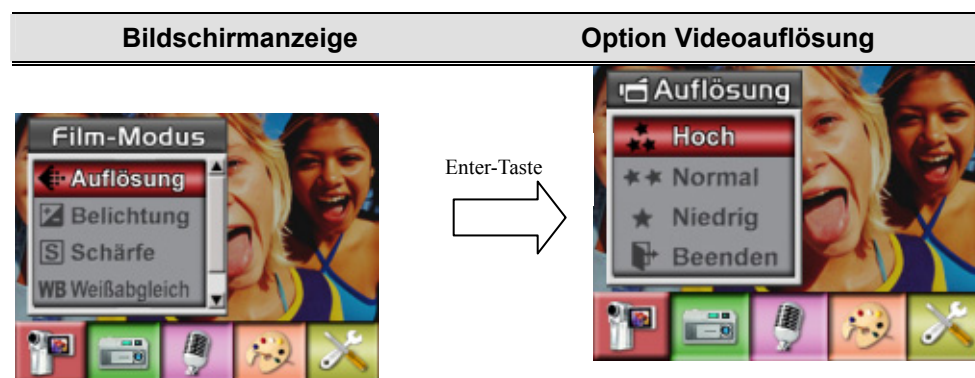 Bildschirmanzeige
Option Videoauflösung
Film-Modus
Auflösung
Belichtung
S Schärfe
WB Weißabgleich
Enter-Taste
Auflösung
Hoch
Normal
Niedrig
Beenden